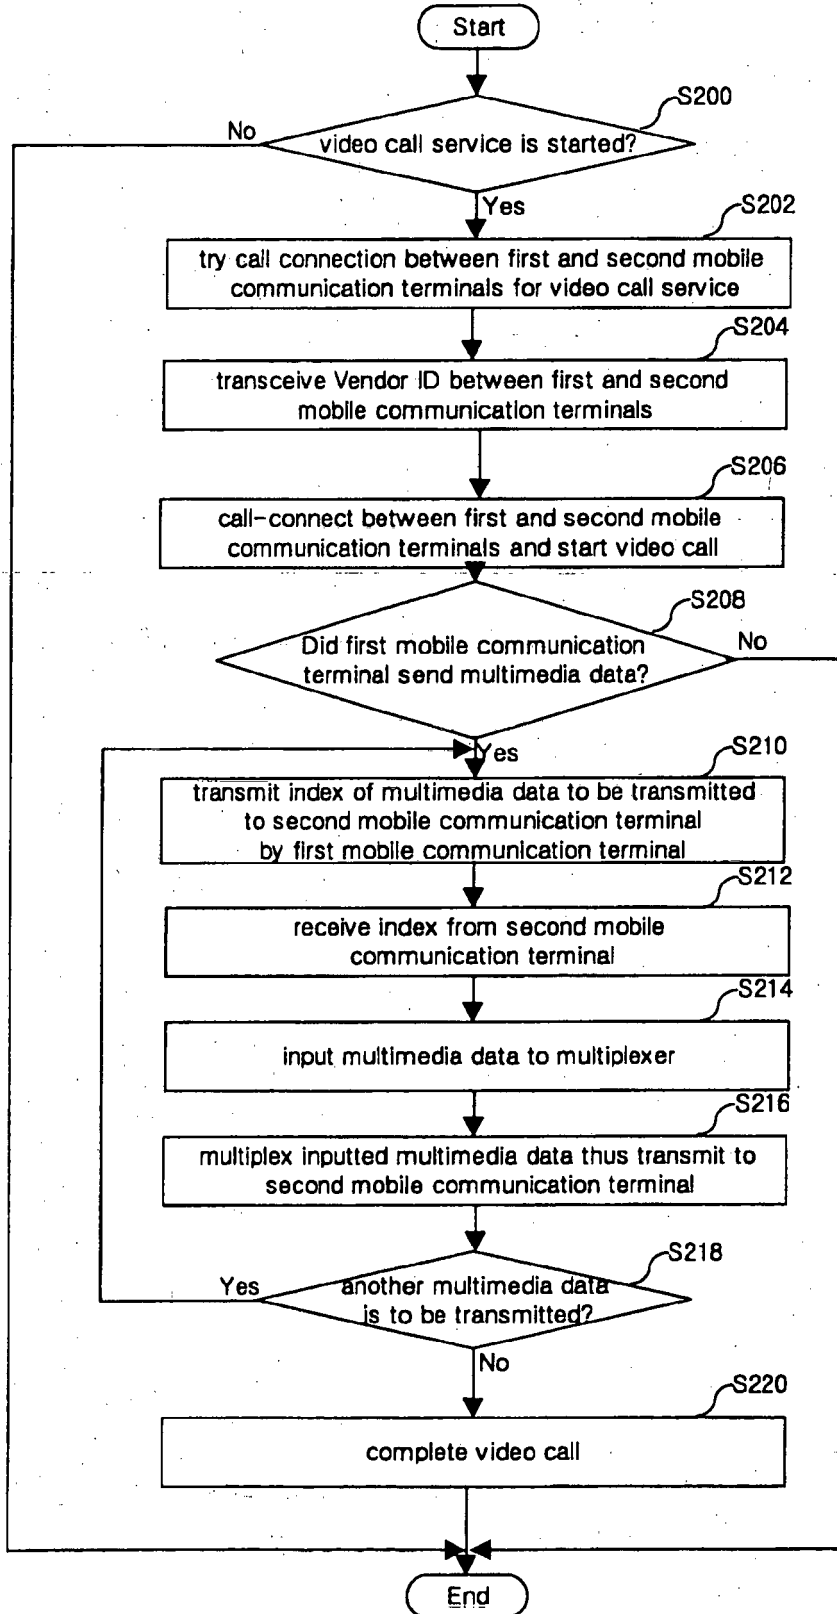 Start
S200
No
video call service is started?
Yes
S202
try call connection between first and second mobile
communication terminals for video call service
S204
transceive Vendor ID between first and second
mobile communication terminals
S206
call-connect between first and second mobile
communication terminals and start video call
S208
Did first mobile communication
terminal send multimedia data?
No
Yes
S210
transmit index of multimedia data to be transmitted
to second mobile communication terminal
by first mobile communication terminal
S212
receive index from second mobile
communication terminal
S214
input multimedia data to multiplexer
S216
multiplex inputted multimedia data thus transmit to
second mobile communication terminal
S218
Yes
another multimedia data
is to be transmitted?
No
S220
complete video call
End